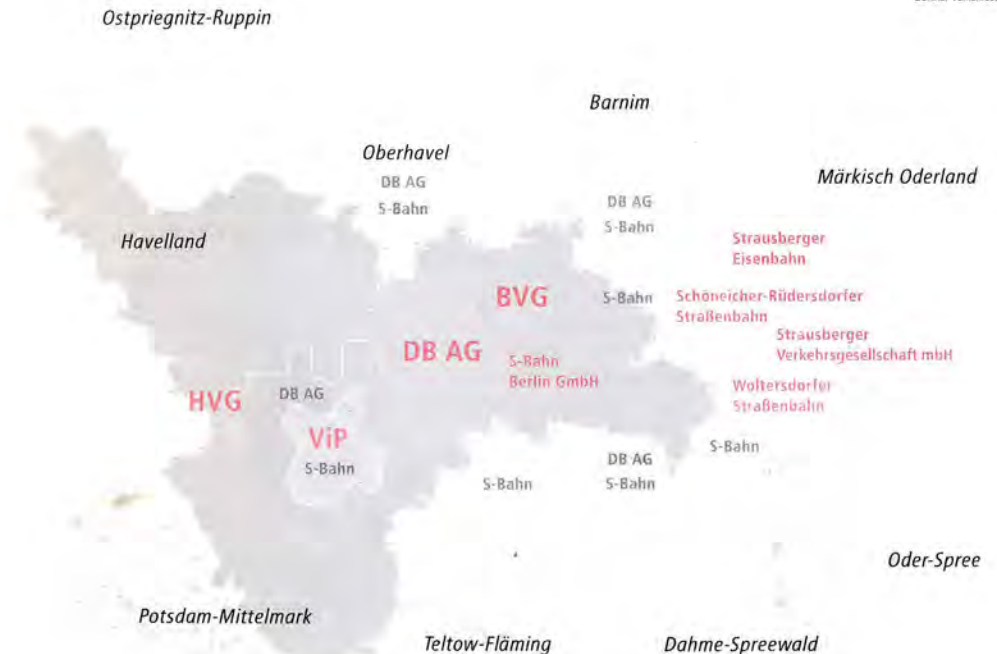 Ostpriegnitz-Ruppin
Barnim
Oberhavel
DB AG
S-Bahn
Märkisch Oderland
DB AG
S-Bahn
Havelland
Strausberger
Eisenbahn
BVG
S-Bahn
Schöneicher-Rüdersdorfer
Straßenbahn
Strausberger
Verkehrsgesellschaft mbH
DB AG
S-Bahn
Berlin GmbH
HVG
DB AG
Woltersdorfer
Straßenbahn
ViP
S-Bahn
S-Bahn
DB AG
S-Bahn
S-Bahn
Oder-Spree
Potsdam-Mittelmark
Teltow-Fläming
Dahme-Spreewald